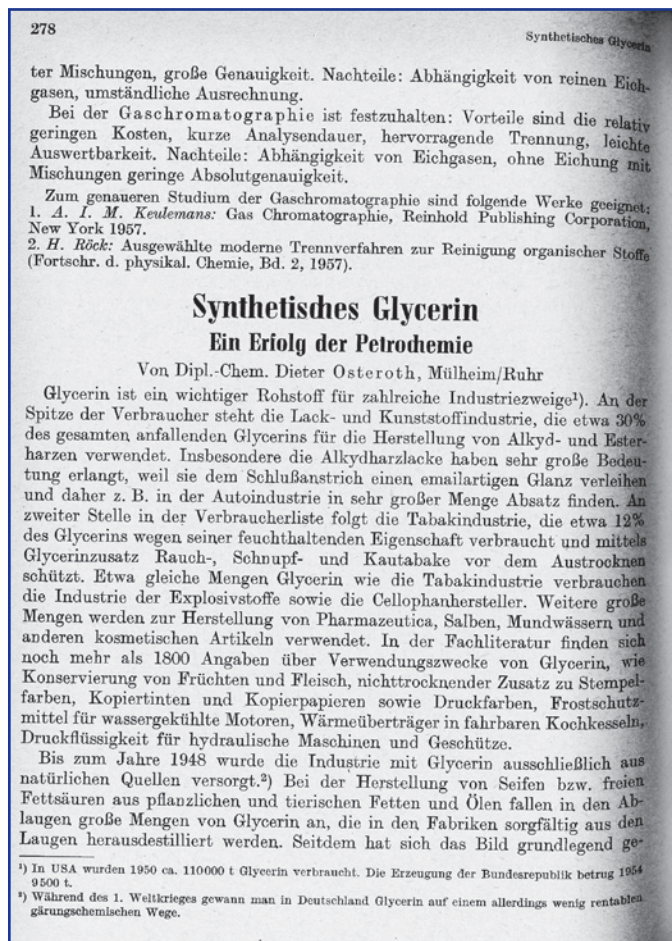 278
Synthetisches Glycerin
ter Mischungen, große Genauigkeit. Nachteile: Abhängigkeit von reinen Eich-
gasen, umständliche Ausrechnung.
Bei der Gaschromatographie ist festzuhalten: Vorteile sind die relativ
geringen Kosten, kurze Analysendauer, hervorragende Trennung, leichte
Auswertbarkeit. Nachteile: Abhängigkeit von Eichgasen, ohne Eichung mit
Mischungen geringe Absolutgenauigkeit.
Zum genaueren Studium der Gaschromatographie sind folgende Werke geeignet:
1. A. I. M. Keulemans: Gas Chromatographie, Reinhold Publishing Corporation,
New York 1957.
2. H. Röck: Ausgewählte moderne Trennverfahren zur Reinigung organischer Stoffe
(Fortschr. d. physikal. Chemie, Bd. 2, 1957).
Synthetisches Glycerin
Ein Erfolg der Petrochemie
Von Dipl.-Chem. Dieter Osteroth, Mülheim/Ruhr
Glycerin ist ein wichtiger Rohstoff für zahlreiche Industriezweige¹). An der
Spitze der Verbraucher steht die Lack- und Kunststoffindustrie, die etwa 30%
des gesamten anfallenden Glycerins für die Herstellung von Alkyd- und Ester-
harzen verwendet. Insbesondere die Alkydharzlacke haben sehr große Bedeu-
tung erlangt, weil sie dem Schlußanstrich einen emailartigen Glanz verleihen
und daher z. B. in der Autoindustrie in sehr großer Menge Absatz finden. An
zweiter Stelle in der Verbraucherliste folgt die Tabakindustrie, die etwa 12%
des Glycerins wegen seiner feuchthaltenden Eigenschaft verbraucht und mittels
Glycerinzusatz Rauch-, Schnupf- und Kautabake vor dem Austrocknen
schützt. Etwa gleiche Mengen Glycerin wie die Tabakindustrie verbrauchen
die Industrie der Explosivstoffe sowie die Cellophanhersteller. Weitere große
Mengen werden zur Herstellung von Pharmazeutica, Salben, Mundwässern und
anderen kosmetischen Artikeln verwendet. In der Fachliteratur finden sich
noch mehr als 1800 Angaben über Verwendungszwecke von Glycerin, wie
Konservierung von Früchten und Fleisch, nichttrocknender Zusatz zu Stempel-
farben, Kopiertinten und Kopierpapieren sowie Druckfarben, Frostschutz-
mittel für wassergekühlte Motoren, Wärmeüberträger in fahrbaren Kochkesseln,
Druckflüssigkeit für hydraulische Maschinen und Geschütze.
Bis zum Jahre 1948 wurde die Industrie mit Glycerin ausschließlich aus
natürlichen Quellen versorgt.²) Bei der Herstellung von Seifen bzw. freien
Fettsäuren aus pflanzlichen und tierischen Fetten und Ölen fallen in den Ab-
laugen große Mengen von Glycerin an, die in den Fabriken sorgfältig aus den
Laugen herausdestilliert werden. Seitdem hat sich das Bild grundlegend ge-
¹) In USA wurden 1950 ca. 110000 t Glycerin verbraucht. Die Erzeugung der Bundesrepublik betrug 1954
9500 t.
²) Während des 1. Weltkrieges gewann man in Deutschland Glycerin auf einem allerdings wenig rentablen
gärungschemischen Wege.